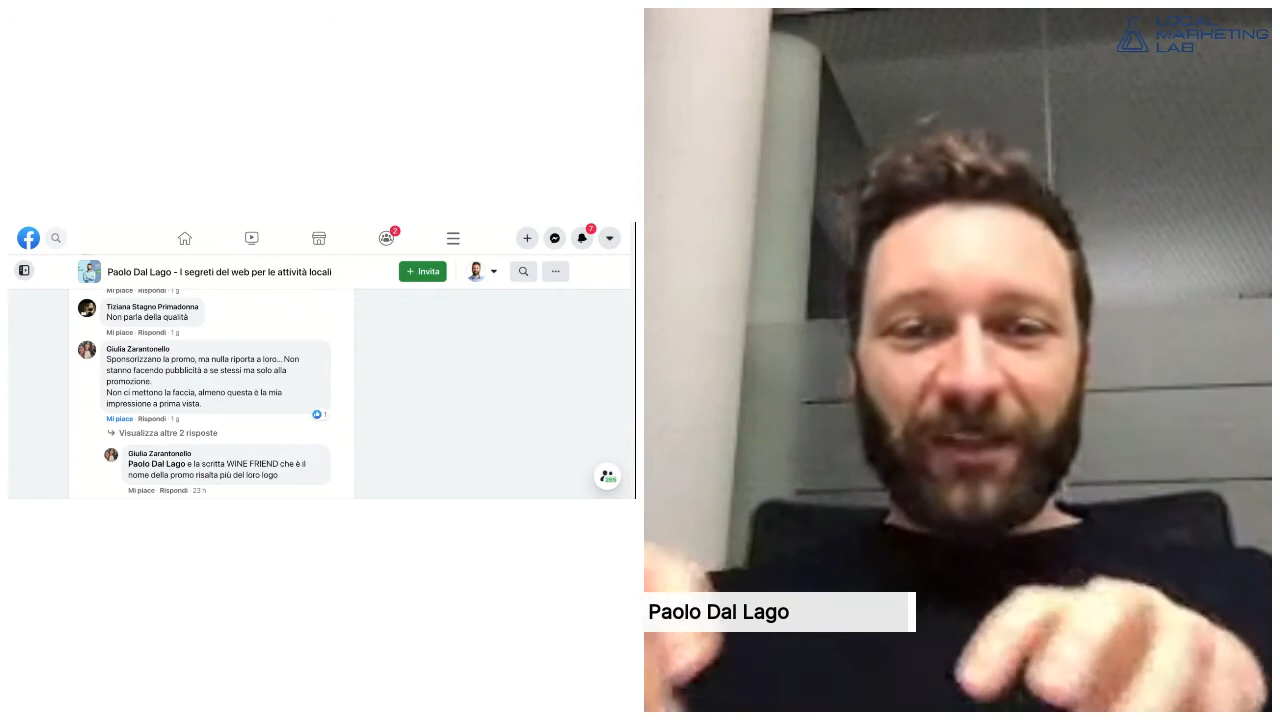 LOCAL
MARKETING
LAB
2
7
Paolo Dal Lago - I segreti del web per le attività locali
+ Invita
Mi piace · Rispondi · 1 g
Tiziana Stagno Primadonna
Non parla della qualità
Mi piace · Rispondi · 1 g
Giulia Zarantonello
Sponsorizzano la promo, ma nulla riporta a loro... Non
stanno facendo pubblicità a se stessi ma solo alla
promozione.
Non ci mettono la faccia, almeno questa è la mia
impressione a prima vista.
1
Mi piace · Rispondi · 1 g
Visualizza altre 2 risposte
Giulia Zarantonello
Paolo Dal Lago e la scritta WINE FRIEND che è il
nome della promo risalta più del loro logo
Mi piace · Rispondi · 23 h
265
Paolo Dal Lago